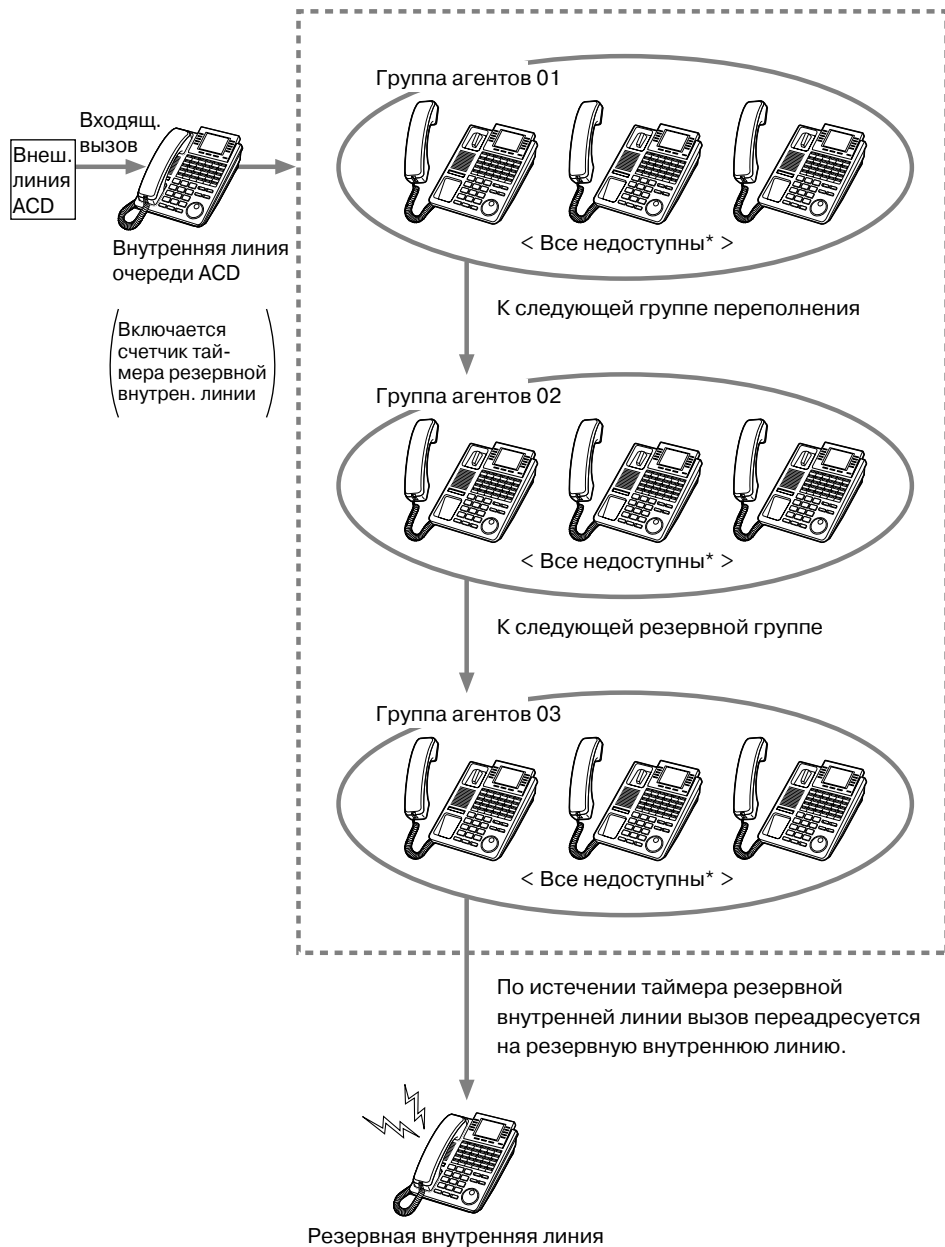 Группа агентов 01
Входящ.
вызов
Внеш.
линия
ACD
Внутренняя линия
очереди ACD
Включается
счетчик тай-
мера резервной
внутрен. линии
< Все недоступны* >
К следующей группе переполнения
Группа агентов 02
< Все недоступны* >
К следующей резервной группе
Группа агентов 03
< Все недоступны* >
По истечении таймера резервной
внутренней линии вызов переадресуется
на резервную внутреннюю линию.
Резервная внутренняя линия